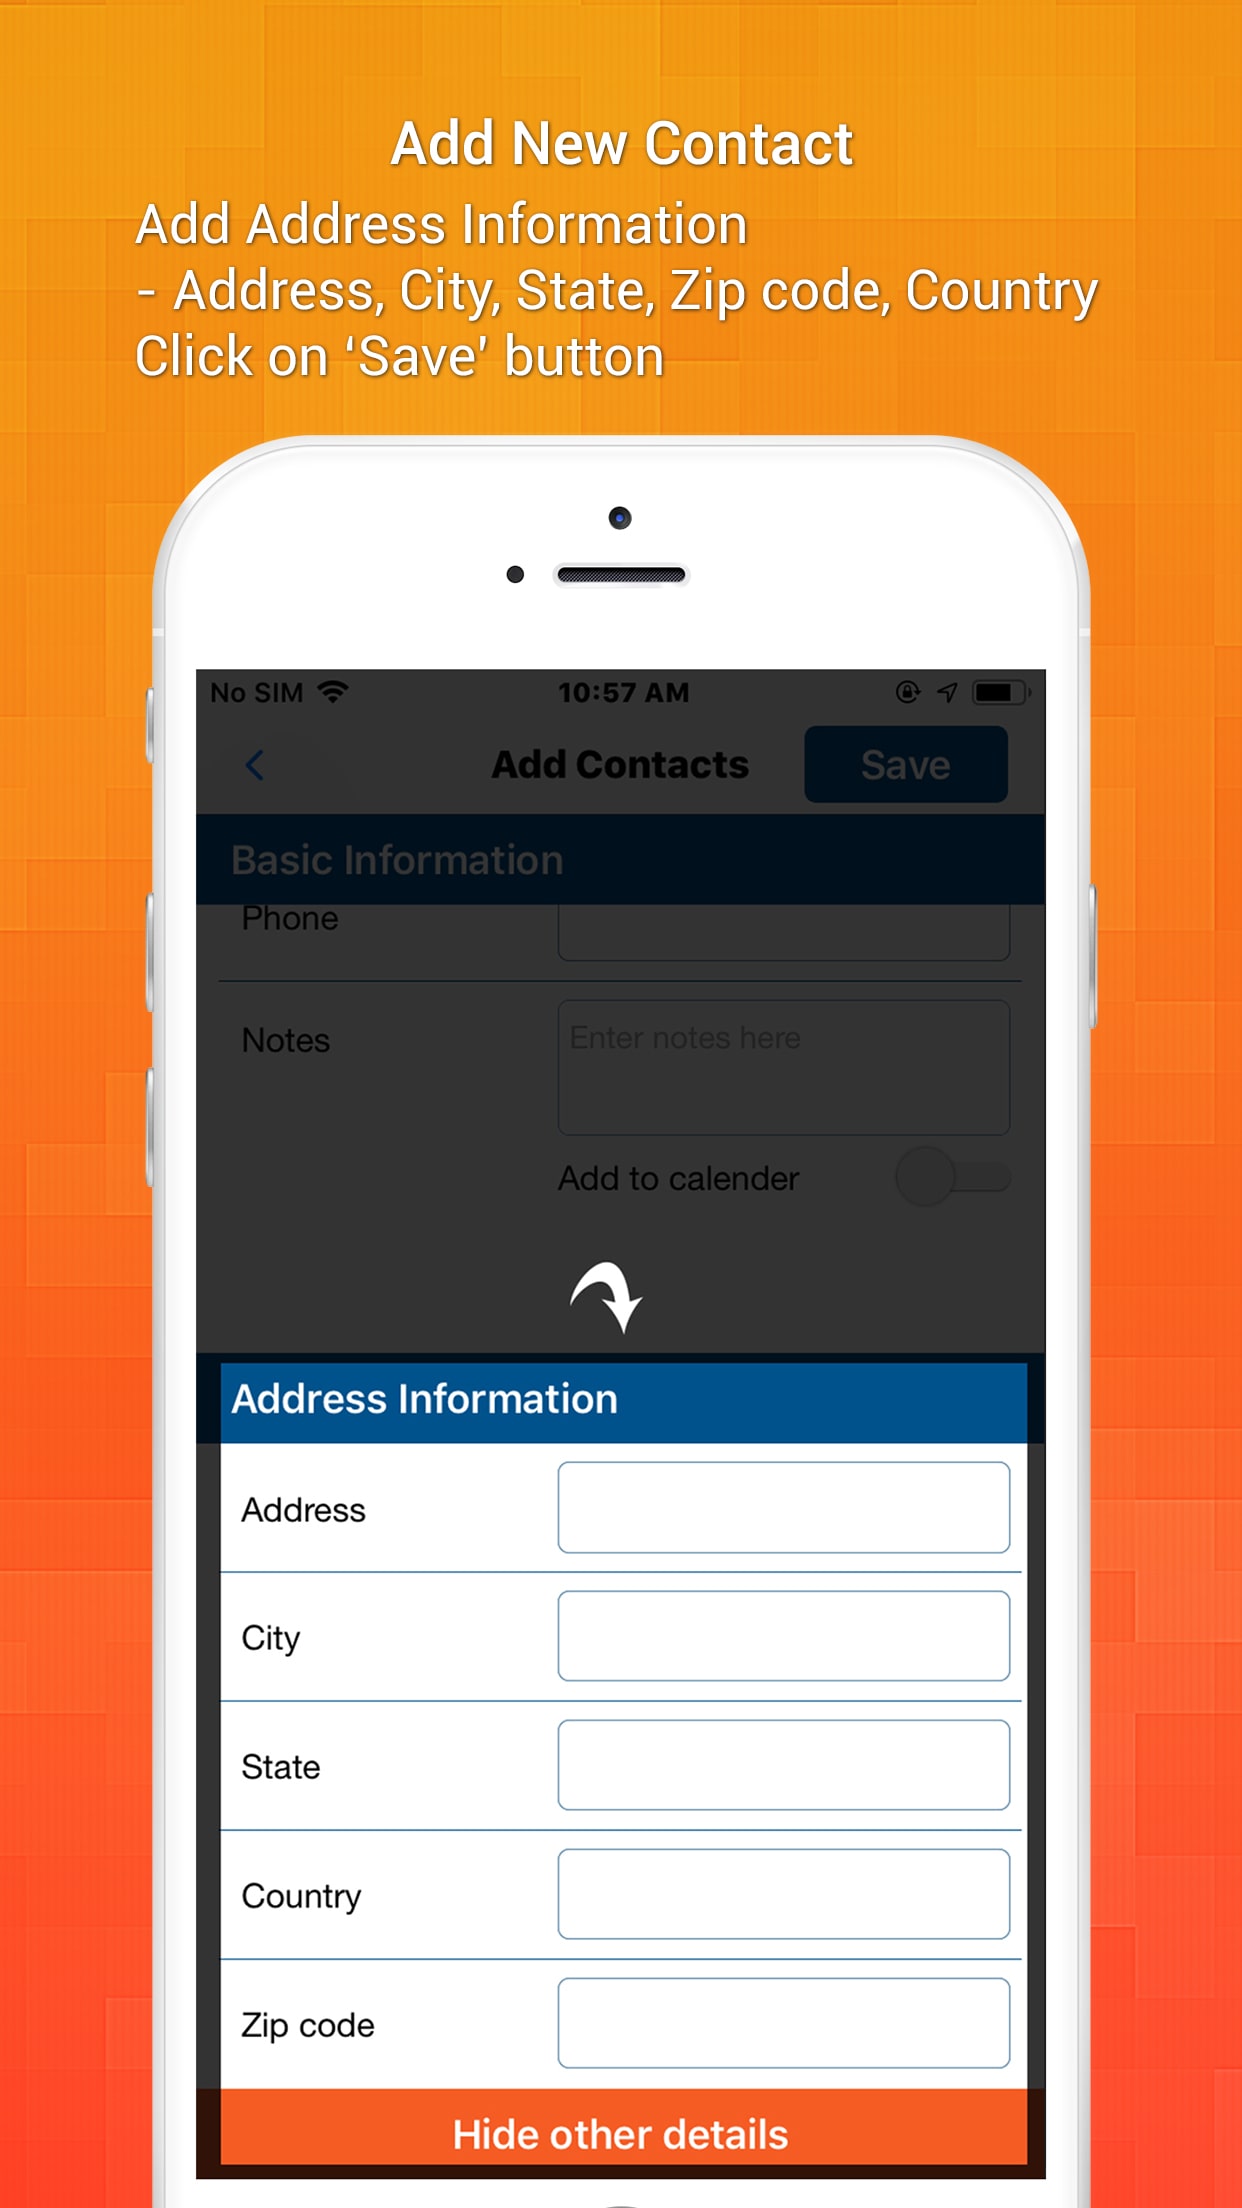 Add New Contact
Add Address Information
- Address, City, State, Zip code, Country
Click on ‘Save’ button
No SIM 10:57 AM
Add Contacts Save
Basic Information
Phone
Notes Enter notes here
Add to calender
Address Information
Address
City
State
Country
Zip code
Hide other details